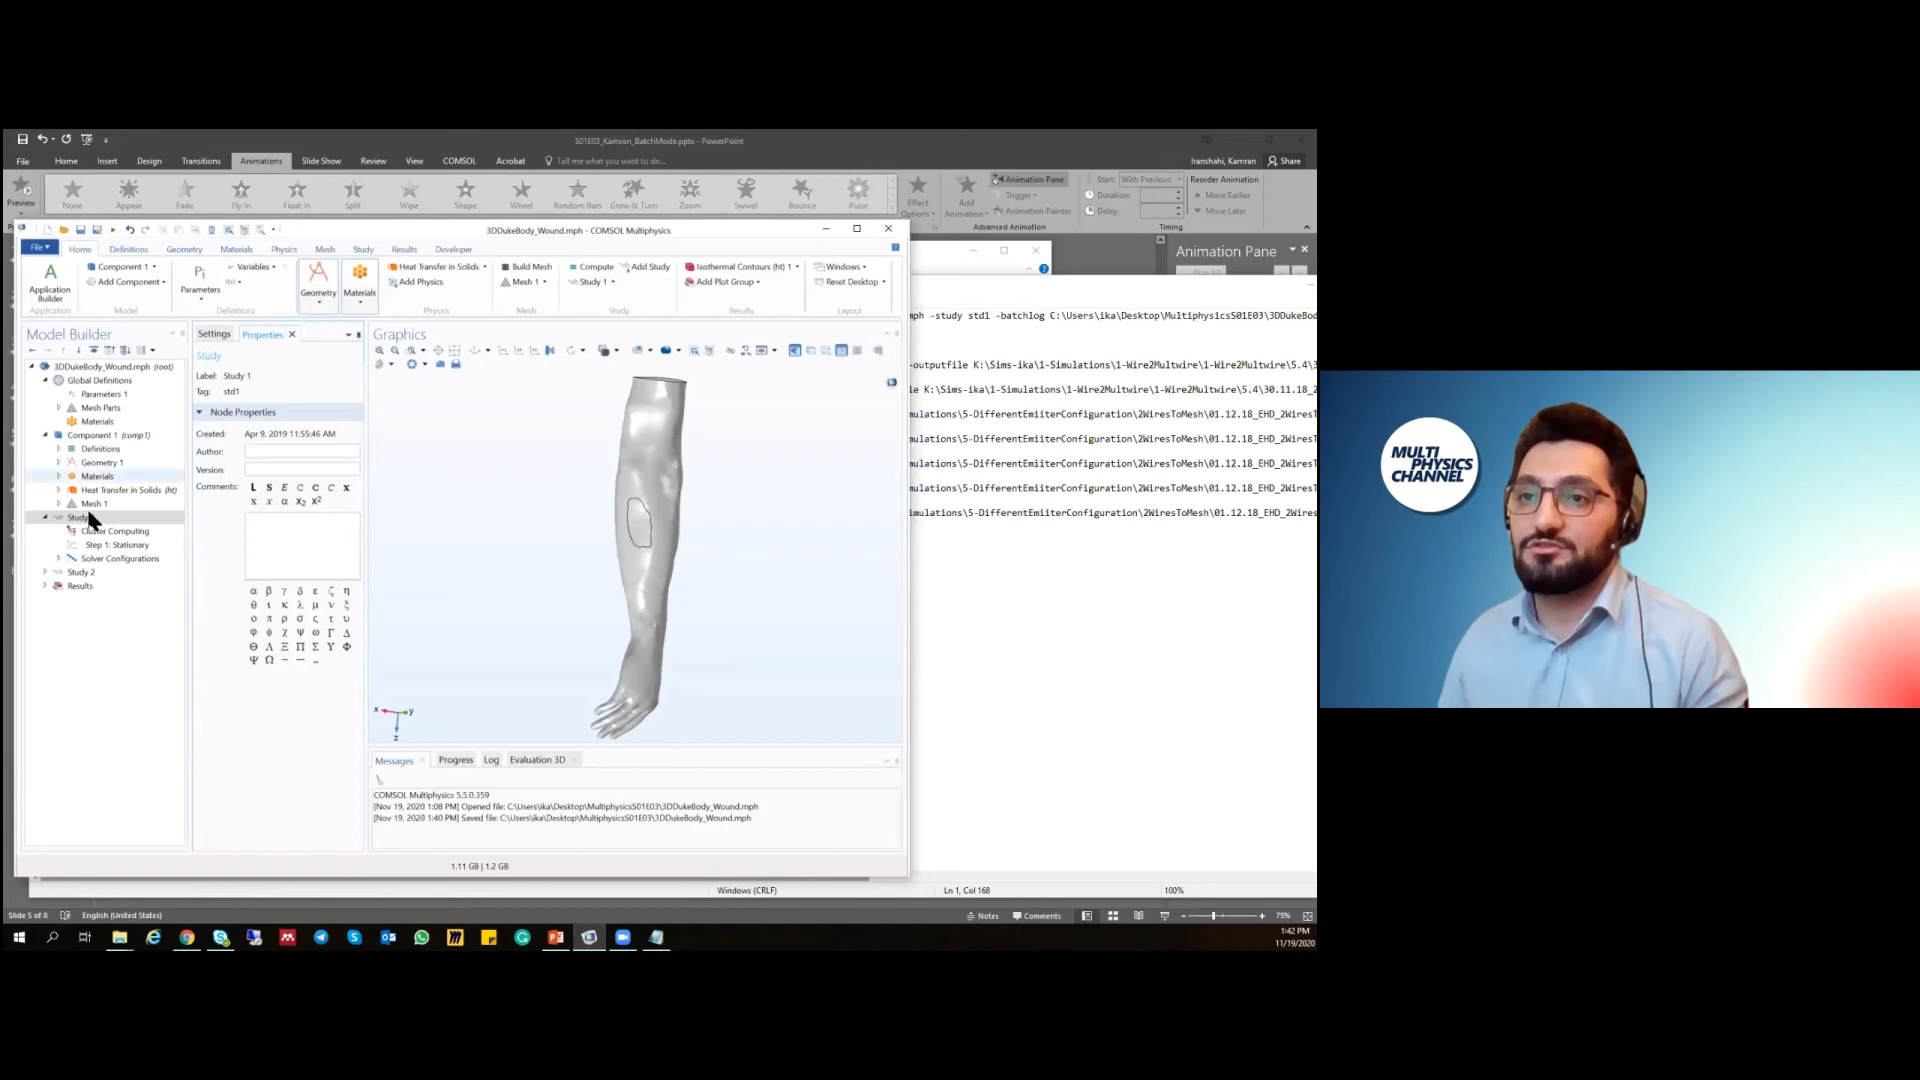 S01E03_Kamran_BatchMode.pptx - PowerPoint
File Home Insert Design Transitions Animations Slide Show Review View COMSOL Acrobat Tell me what you want to do...
Iranshahi, Kamran Share
Preview
None Appear Fade Fly In Float In Split Wipe Shape Wheel Random Bars Grow & Turn Zoom Swivel Bounce Pulse
Effect Options
Add Animation
Animation Pane
Trigger
Animation Painter
Advanced Animation
Start: With Previous
Duration:
Delay:
Timing
Reorder Animation
Move Earlier
Move Later
Animation Pane
3DDukeBody_Wound.mph - COMSOL Multiphysics
File Home Definitions Geometry Materials Physics Mesh Study Results Developer
Application Builder
Application
Component 1
Add Component
Model
Pi
Parameters
Variables
f(x)
Definitions
Geometry
Materials
Heat Transfer in Solids
Add Physics
Physics
Build Mesh
Mesh 1
Mesh
Compute
Add Study
Study 1
Study
Isothermal Contours (ht) 1
Add Plot Group
Results
Windows
Reset Desktop
Layout
Model Builder
3DDukeBody_Wound.mph (root)
Global Definitions
Parameters 1
Mesh Parts
Materials
Component 1 (comp1)
Definitions
Geometry 1
Materials
Heat Transfer in Solids (ht)
Mesh 1
Study
Cluster Computing
Step 1: Stationary
Solver Configurations
Study 2
Results
Settings Properties
Study
Label: Study 1
Tag: std1
Node Properties
Created: Apr 9, 2019 11:55:46 AM
Author:
Version:
Comments: L S E C C C x
x x α x₂ x²
α β γ δ ε ζ η
θ ι κ λ μ ν ξ
ο π ρ σ ς τ υ
φ ϕ χ ψ ω Γ Δ
Θ Λ Ξ Π Σ Υ Φ
Ψ Ω – — ..
Graphics
x y
z
Messages Progress Log Evaluation 3D
COMSOL Multiphysics 5.5.0.359
[Nov 19, 2020 1:08 PM] Opened file: C:\Users\ika\Desktop\MultiphysicsS01E03\3DDukeBody_Wound.mph
[Nov 19, 2020 1:40 PM] Saved file: C:\Users\ika\Desktop\MultiphysicsS01E03\3DDukeBody_Wound.mph
1.11 GB | 1.2 GB
mph -study std1 -batchlog C:\Users\ika\Desktop\MultiphysicsS01E03\3DDukeBo
-outputfile K:\Sims-ika\1-Simulations\1-Wire2Multwire\1-Wire2Multwire\5.4\3
le K:\Sims-ika\1-Simulations\1-Wire2Multwire\1-Wire2Multwire\5.4\30.11.18_2
mulations\5-DifferentEmiiterConfiguration\2WiresToMesh\01.12.18_EHD_2WiresT
mulations\5-DifferentEmiiterConfiguration\2WiresToMesh\01.12.18_EHD_2WiresT
mulations\5-DifferentEmiiterConfiguration\2WiresToMesh\01.12.18_EHD_2WiresT
mulations\5-DifferentEmiiterConfiguration\2WiresToMesh\01.12.18_EHD_2WiresT
imulations\5-DifferentEmiiterConfiguration\2WiresToMesh\01.12.18_EHD_2Wires
Windows (CRLF) Ln 1, Col 168 100%
Slide 5 of 8 English (United States) Notes Comments 75%
1:42 PM
11/19/2020
MULTI
PHYSICS
CHANNEL